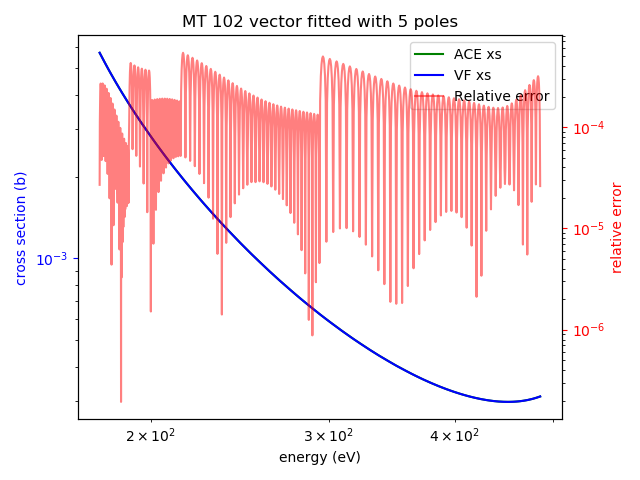 MT 102 vector fitted with 5 poles
ACE xs
VF xs
Relative error
cross section (b)
10⁻³
10⁻⁴
10⁻⁵
10⁻⁶
relative error
2 × 10² 3 × 10² 4 × 10²
energy (eV)